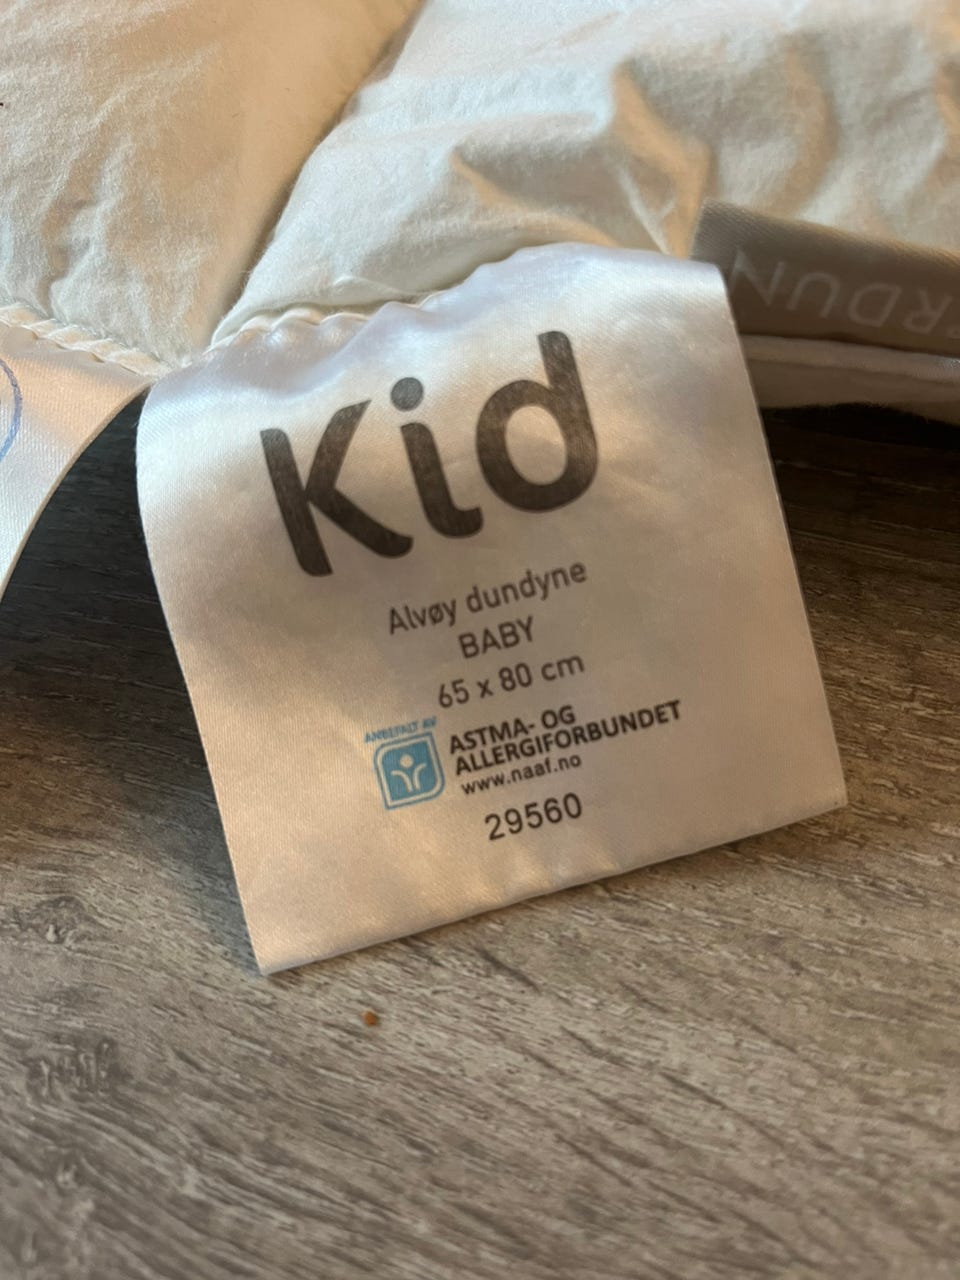 Kid
Alvøy dundyne
BABY
65 x 80 cm
ANBEFALT AV
ASTMA- OG
ALLERGIFORBUNDET
www.naaf.no
29560